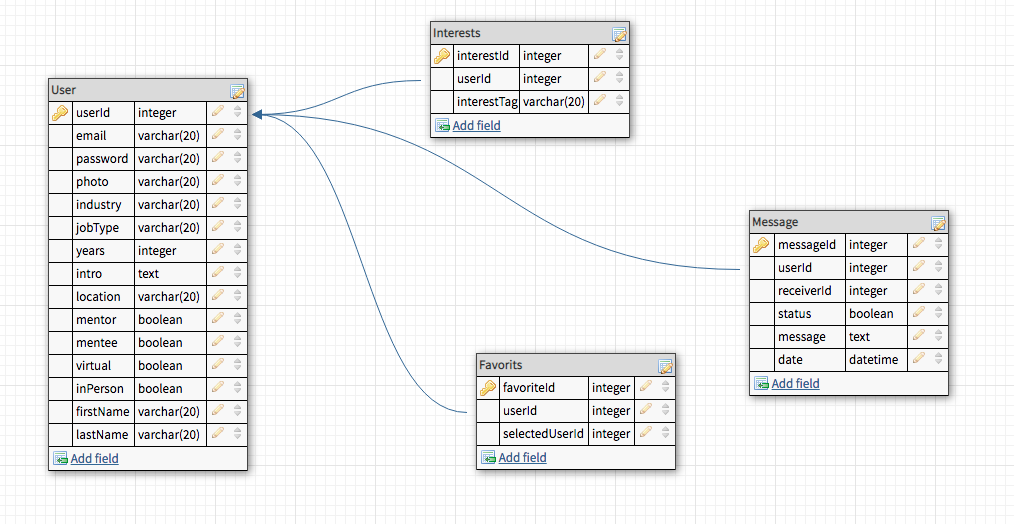 User
userId integer
email varchar(20)
password varchar(20)
photo varchar(20)
industry varchar(20)
jobType varchar(20)
years integer
intro text
location varchar(20)
mentor boolean
mentee boolean
virtual boolean
inPerson boolean
firstName varchar(20)
lastName varchar(20)
Add field
Interests
interestId integer
userId integer
interestTag varchar(20)
Add field
Favorits
favoriteId integer
userId integer
selectedUserId integer
Add field
Message
messageId integer
userId integer
receiverId integer
status boolean
message text
date datetime
Add field